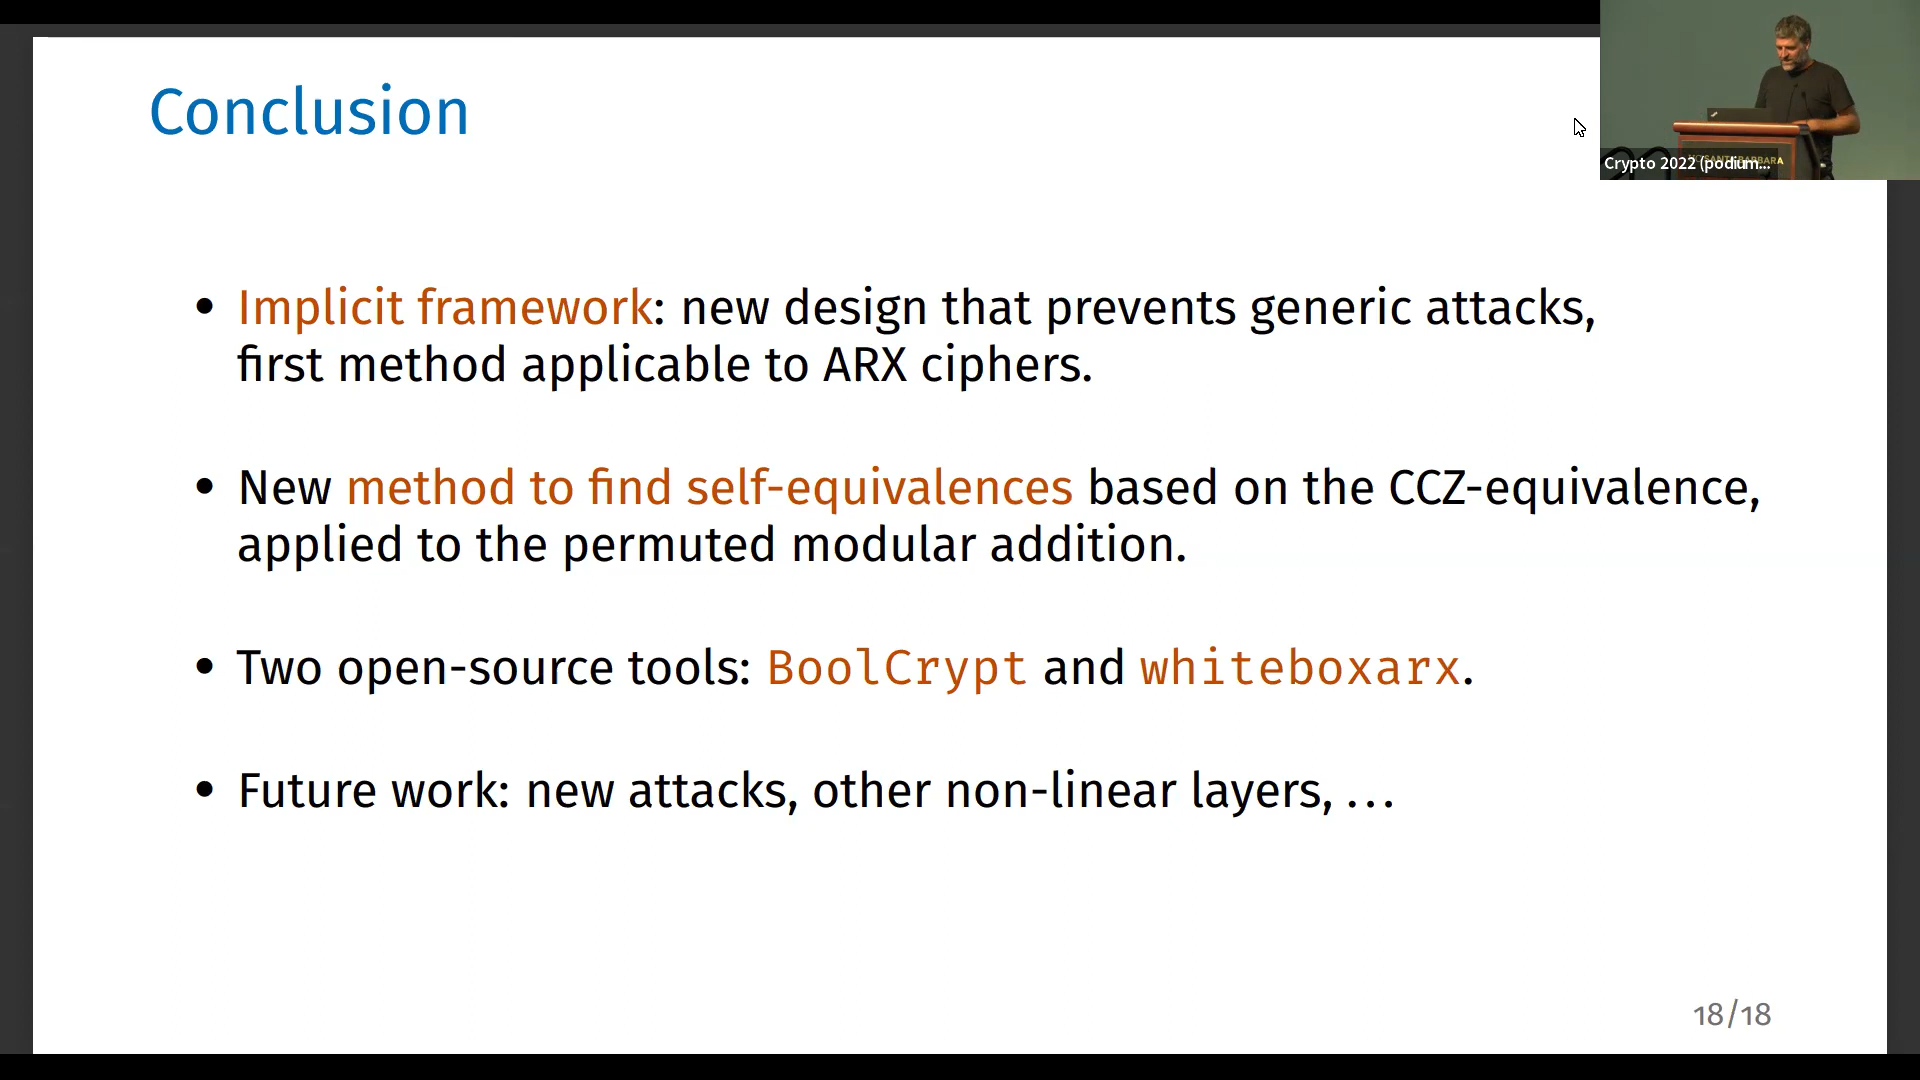 Conclusion
• Implicit framework: new design that prevents generic attacks,
first method applicable to ARX ciphers.
• New method to find self-equivalences based on the CCZ-equivalence,
applied to the permuted modular addition.
• Two open-source tools: BoolCrypt and whiteboxarx.
• Future work: new attacks, other non-linear layers, ...
18/18
Crypto 2022 (podium...